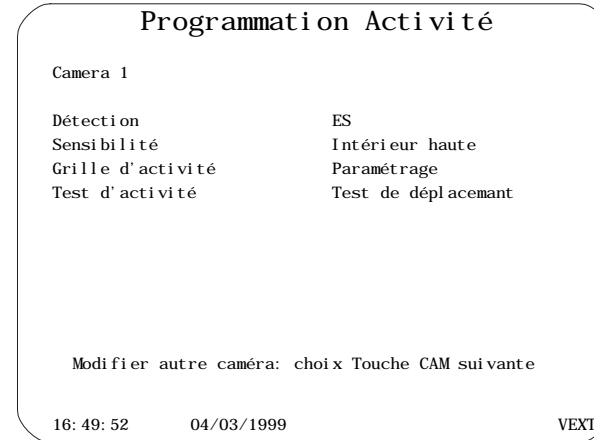 Programmation Activité
Camera 1
Détection ES
Sensibilité Intérieur haute
Grille d'activité Paramétrage
Test d'activité Test de déplacemant
Modifier autre caméra: choix Touche CAM suivante
16:49:52 04/03/1999 VEXT